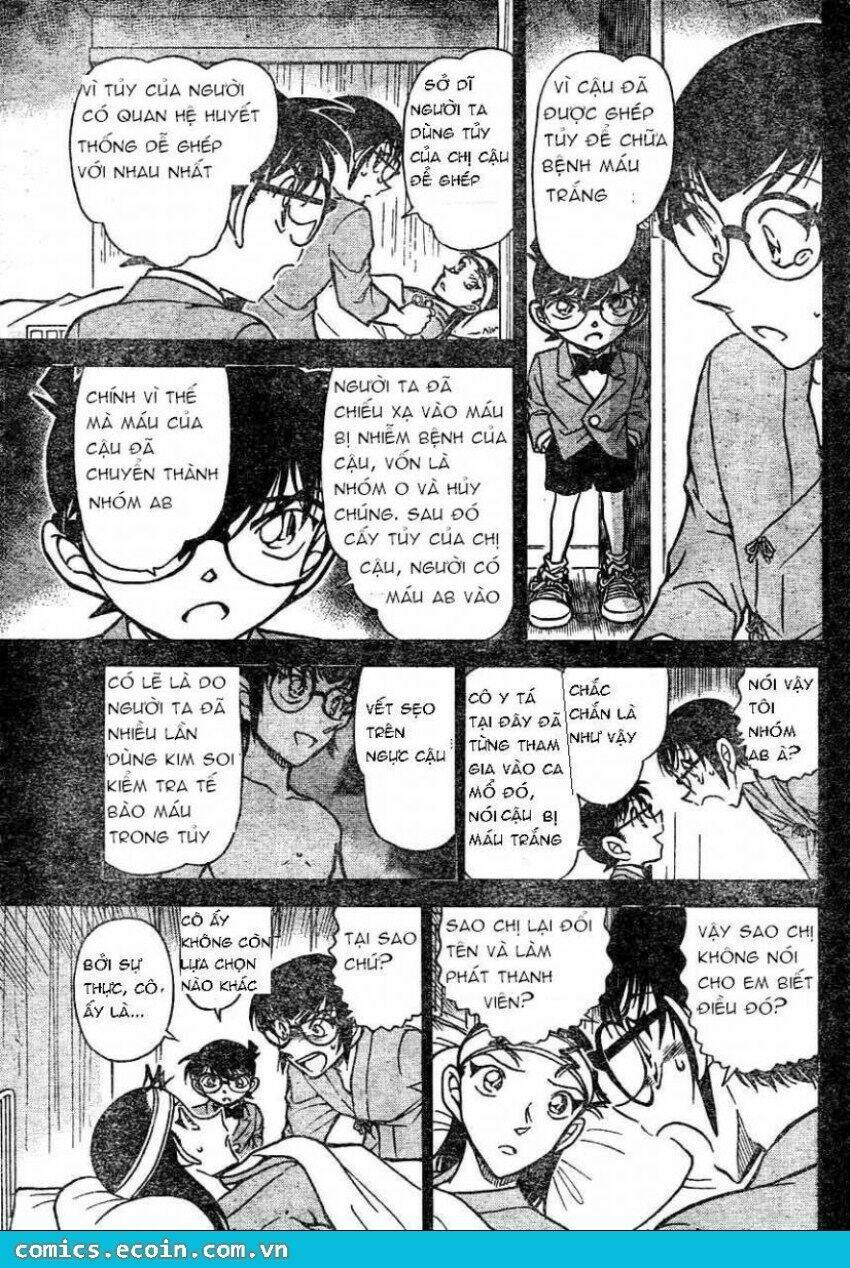 VÌ CẬU ĐÃ
ĐƯỢC GHÉP
TỦY ĐỂ CHỮA
BỆNH MÁU
TRẮNG
SỞ DĨ
NGƯỜI TA
DÙNG TỦY
CỦA CHỊ CẬU
ĐỂ GHÉP
VÌ TỦY CỦA NGƯỜI
CÓ QUAN HỆ HUYẾT
THỐNG DỄ GHÉP
VỚI NHAU NHẤT
NGƯỜI TA ĐÃ
CHIẾU XẠ VÀO MÁU
BỊ NHIỄM BỆNH CỦA
CẬU, VỐN LÀ
NHÓM O VÀ HỦY
CHÚNG. SAU ĐÓ
CẤY TỦY CỦA CHỊ
CẬU, NGƯỜI CÓ
MÁU AB VÀO
CHÍNH VÌ THẾ
MÀ MÁU CỦA
CẬU ĐÃ
CHUYỂN THÀNH
NHÓM AB
NÓI VẬY
TÔI
NHÓM
AB À?
CHẮC
CHẮN LÀ
NHƯ VẬY
CÔ Y TÁ
TẠI ĐÂY ĐÃ
TỪNG THAM
GIA VÀO CA
MỔ ĐÓ,
NÓI CẬU BỊ
MÁU TRẮNG
VẾT SẸO
TRÊN
NGỰC CẬU
CÓ LẼ LÀ DO
NGƯỜI TA ĐÃ
NHIỀU LẦN
DÙNG KIM SOI
KIỂM TRA TẾ
BÀO MÁU
TRONG TỦY
VẬY SAO CHỊ
KHÔNG NÓI
CHO EM BIẾT
ĐIỀU ĐÓ?
SAO CHỊ LẠI ĐỔI
TÊN VÀ LÀM
PHÁT THANH
VIÊN?
TẠI SAO
CHỨ?
CÔ ẤY
KHÔNG CÒN
LỰA CHỌN
NÀO KHÁC
BỞI SỰ
THỰC, CÔ
ẤY LÀ...
comics.ecoin.com.vn